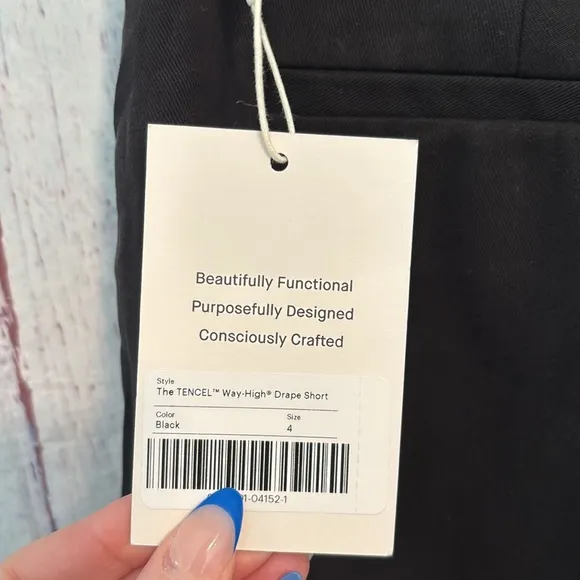 Beautifully Functional
Purposefully Designed
Consciously Crafted
Style
The TENCEL™ Way-High® Drape Short
Color Size
Black 4
-04152-1